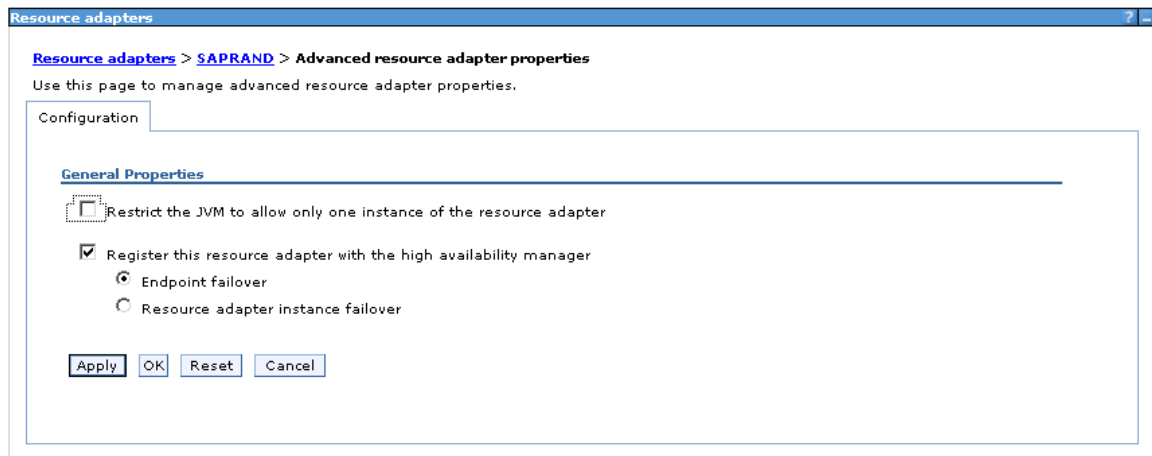 Resource adapters ? _
Resource adapters > SAPRAND > Advanced resource adapter properties
Use this page to manage advanced resource adapter properties.
Configuration
General Properties
Restrict the JVM to allow only one instance of the resource adapter
Register this resource adapter with the high availability manager
Endpoint failover
Resource adapter instance failover
Apply OK Reset Cancel